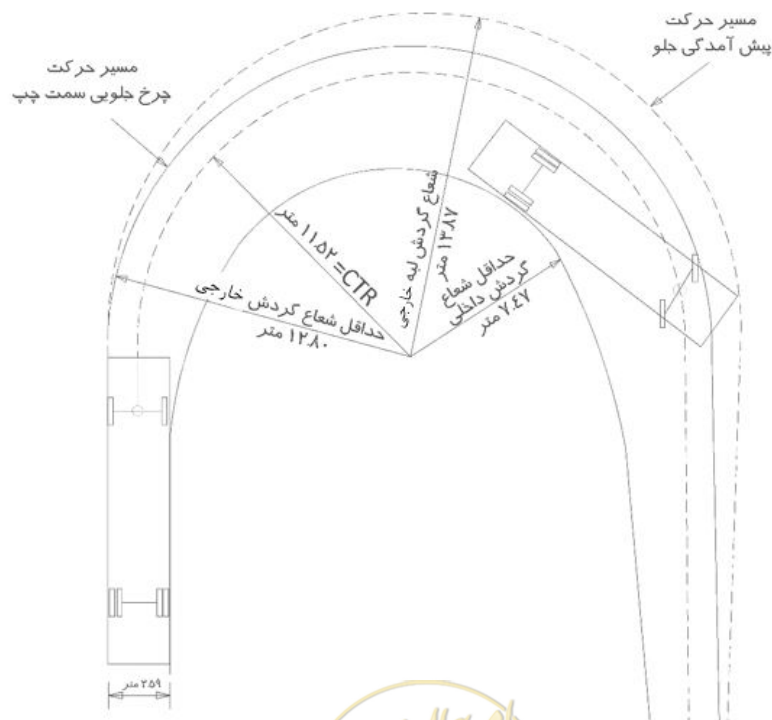 مسیر حرکت
پیش آمدگی جلو
مسیر حرکت
چرخ جلویی سمت چپ
شعاع گردش لبه خارجی
۱۳.۸۷ متر
۱۱.۵۲ =CTR متر
حداقل شعاع گردش خارجی
۱۲.۸۰ متر
حداقل شعاع
گردش داخلی
۷.٤۷ متر
۲.۵۹ متر